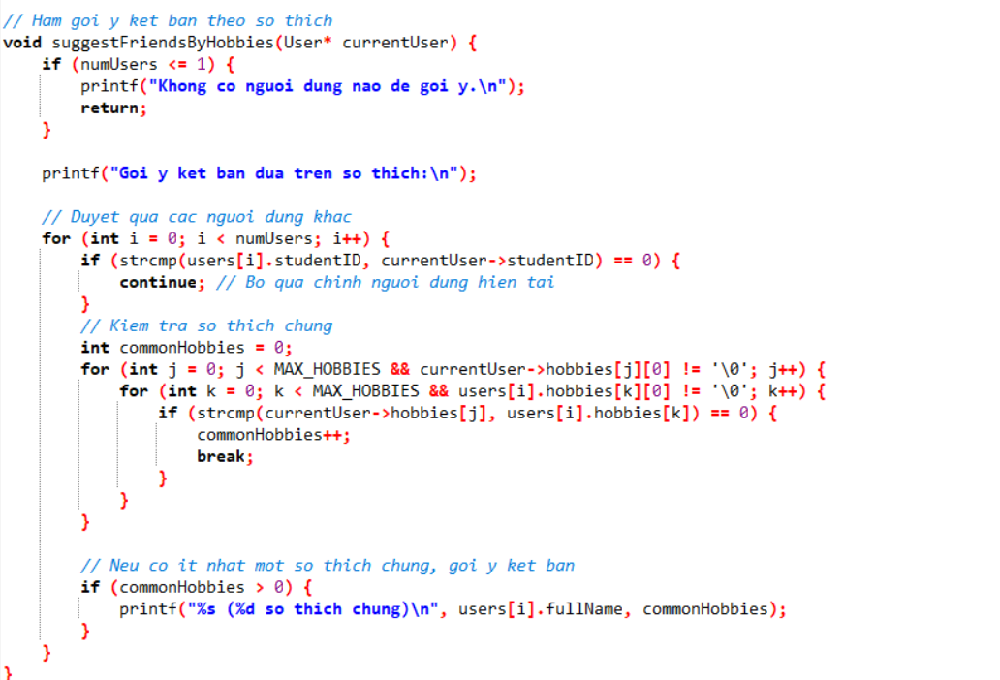 // Ham goi y ket ban theo so thich
void suggestFriendsByHobbies(User* currentUser) {
    if (numUsers <= 1) {
        printf("Khong co nguoi dung nao de goi y.\n");
        return;
    }
    printf("Goi y ket ban dua tren so thich:\n");
    // Duyet qua cac nguoi dung khac
    for (int i = 0; i < numUsers; i++) {
        if (strcmp(users[i].studentID, currentUser->studentID) == 0) {
            continue; // Bo qua chinh nguoi dung hien tai
        }
        // Kiem tra so thich chung
        int commonHobbies = 0;
        for (int j = 0; j < MAX_HOBBIES && currentUser->hobbies[j][0] != '\0'; j++) {
            for (int k = 0; k < MAX_HOBBIES && users[i].hobbies[k][0] != '\0'; k++) {
                if (strcmp(currentUser->hobbies[j], users[i].hobbies[k]) == 0) {
                    commonHobbies++;
                    break;
                }
            }
        }
        // Neu co it nhat mot so thich chung, goi y ket ban
        if (commonHobbies > 0) {
            printf("%s (%d so thich chung)\n", users[i].fullName, commonHobbies);
        }
    }
}